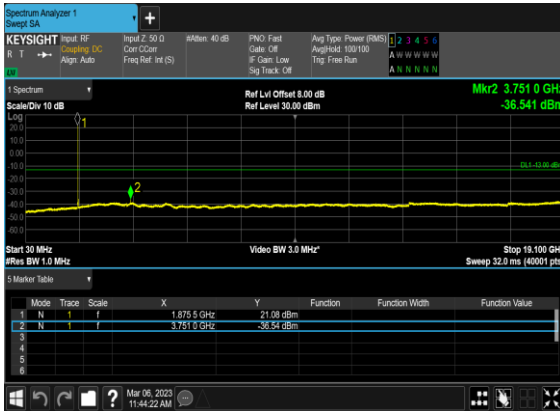 Spectrum Analyzer 1
Swept SA
+
KEYSIGHT Input: RF Input Z: 50 Ω #Atten: 40 dB PNO: Fast Avg Type: Power (RMS) 1 2 3 4 5 6
R T Coupling: DC Corr CCorr Gate: Off Avg|Hold: 100/100 A W W W W W
Align: Auto Freq Ref: Int (S) IF Gain: Low Trig: Free Run
Sig Track: Off A N N N N N
1 Spectrum Ref Lvl Offset 8.00 dB Mkr2 3.751 0 GHz
Scale/Div 10 dB Ref Level 30.00 dBm -36.541 dBm
Log
20.0
10.0
0.00
-10.0
DL1 -13.00 dBm
-20.0
-30.0
-40.0
-50.0
-60.0
1
2
Start 30 MHz Video BW 3.0 MHz* Stop 19.100 GHz
#Res BW 1.0 MHz Sweep 32.0 ms (40001 pts)
5 Marker Table
Mode Trace Scale X Y Function Function Width Function Value
1 N 1 f 1.875 5 GHz 21.08 dBm
2 N 1 f 3.751 0 GHz -36.54 dBm
3
4
5
6
? Mar 06, 2023
11:44:22 AM